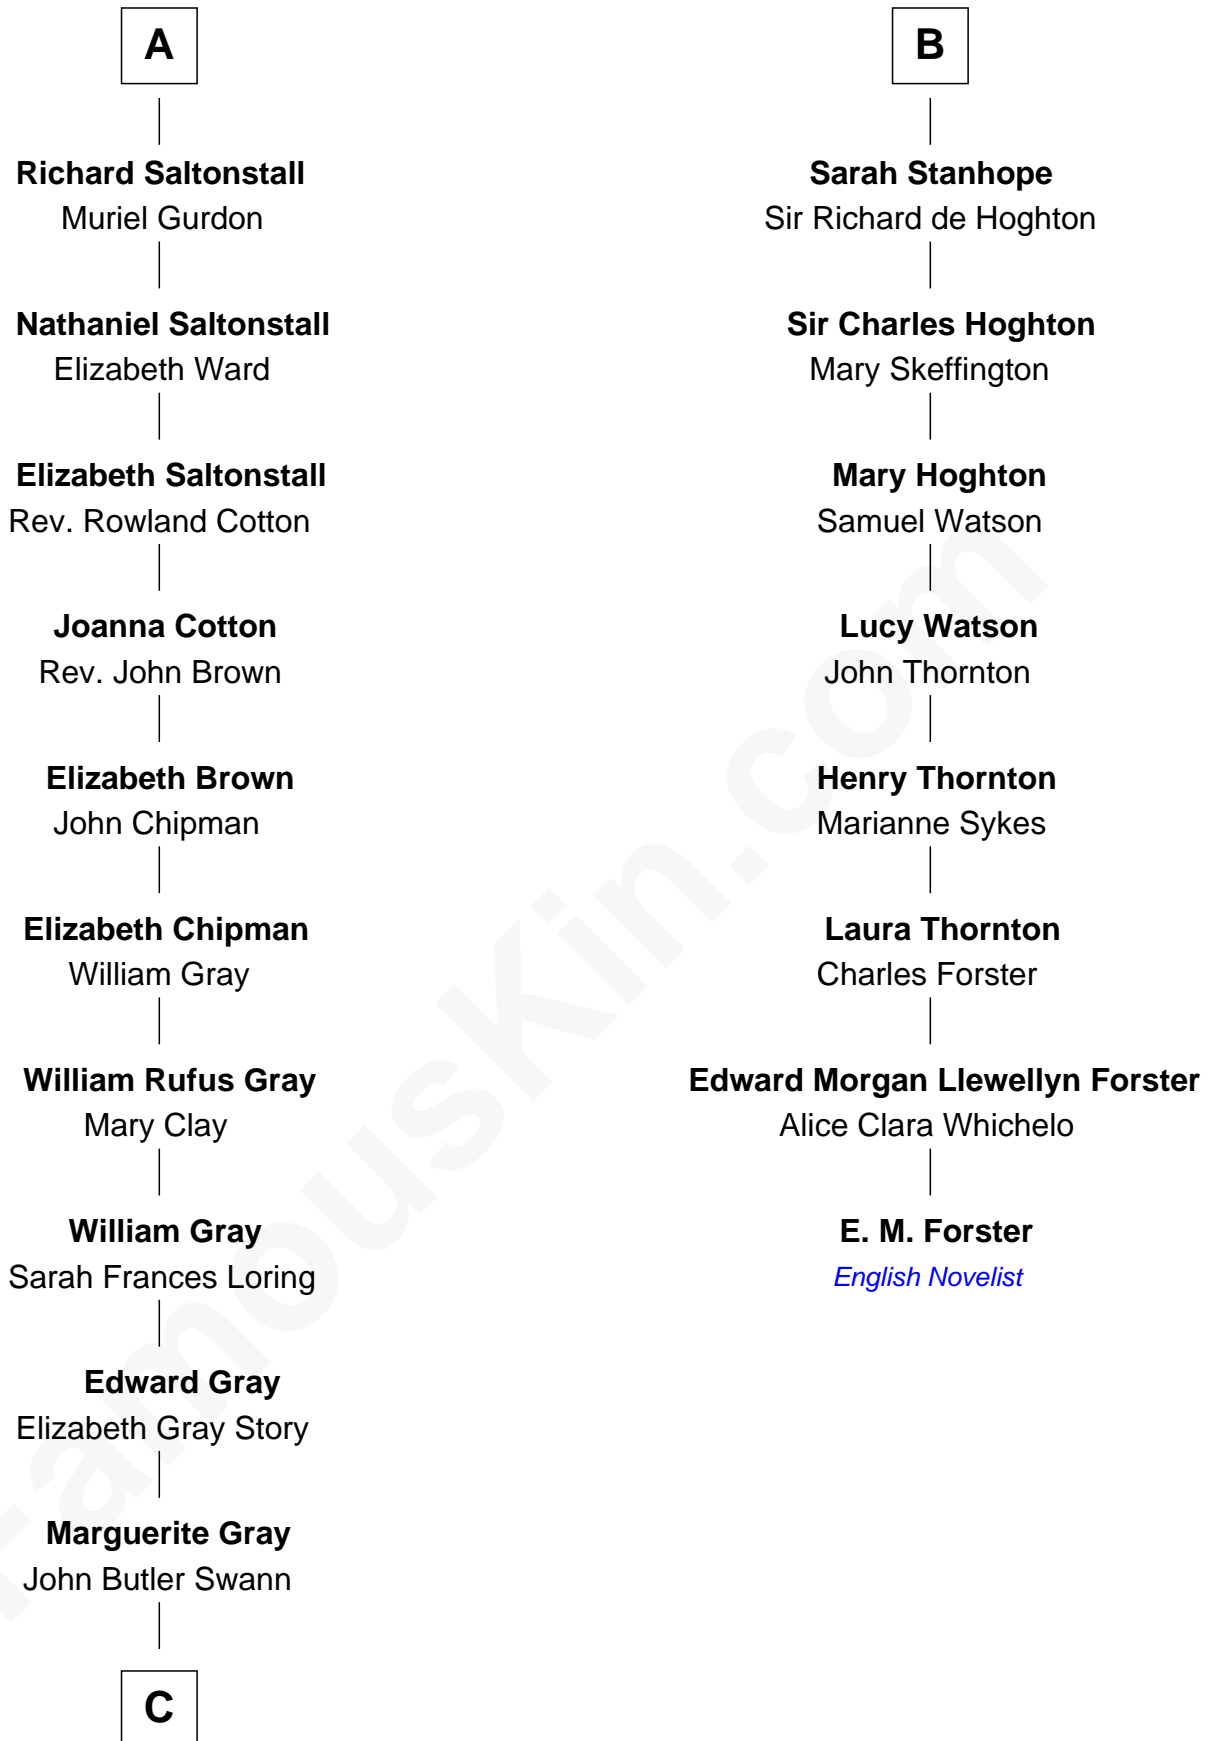 A
Richard Saltonstall
Muriel Gurdon
Nathaniel Saltonstall
Elizabeth Ward
Elizabeth Saltonstall
Rev. Rowland Cotton
Joanna Cotton
Rev. John Brown
Elizabeth Brown
John Chipman
Elizabeth Chipman
William Gray
William Rufus Gray
Mary Clay
William Gray
Sarah Frances Loring
Edward Gray
Elizabeth Gray Story
Marguerite Gray
John Butler Swann
C
B
Sarah Stanhope
Sir Richard de Hoghton
Sir Charles Hoghton
Mary Skeffington
Mary Hoghton
Samuel Watson
Lucy Watson
John Thornton
Henry Thornton
Marianne Sykes
Laura Thornton
Charles Forster
Edward Morgan Llewellyn Forster
Alice Clara Whichelo
E. M. Forster
English Novelist
FamousKin.com